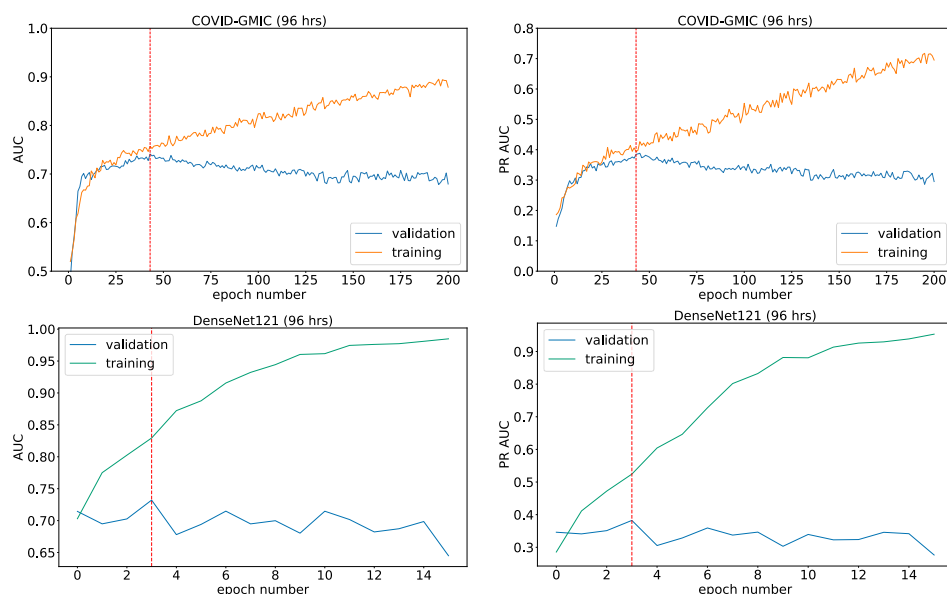 COVID-GMIC (96 hrs)
1.0
0.9
0.8
0.7
0.6
0.5
AUC
0 25 50 75 100 125 150 175 200
epoch number
validation
training
COVID-GMIC (96 hrs)
0.8
0.7
0.6
0.5
0.4
0.3
0.2
0.1
0.0
PR AUC
0 25 50 75 100 125 150 175 200
epoch number
validation
training
DenseNet121 (96 hrs)
1.00
0.95
0.90
0.85
0.80
0.75
0.70
0.65
AUC
0 2 4 6 8 10 12 14
epoch number
validation
training
DenseNet121 (96 hrs)
0.9
0.8
0.7
0.6
0.5
0.4
0.3
PR AUC
0 2 4 6 8 10 12 14
epoch number
validation
training